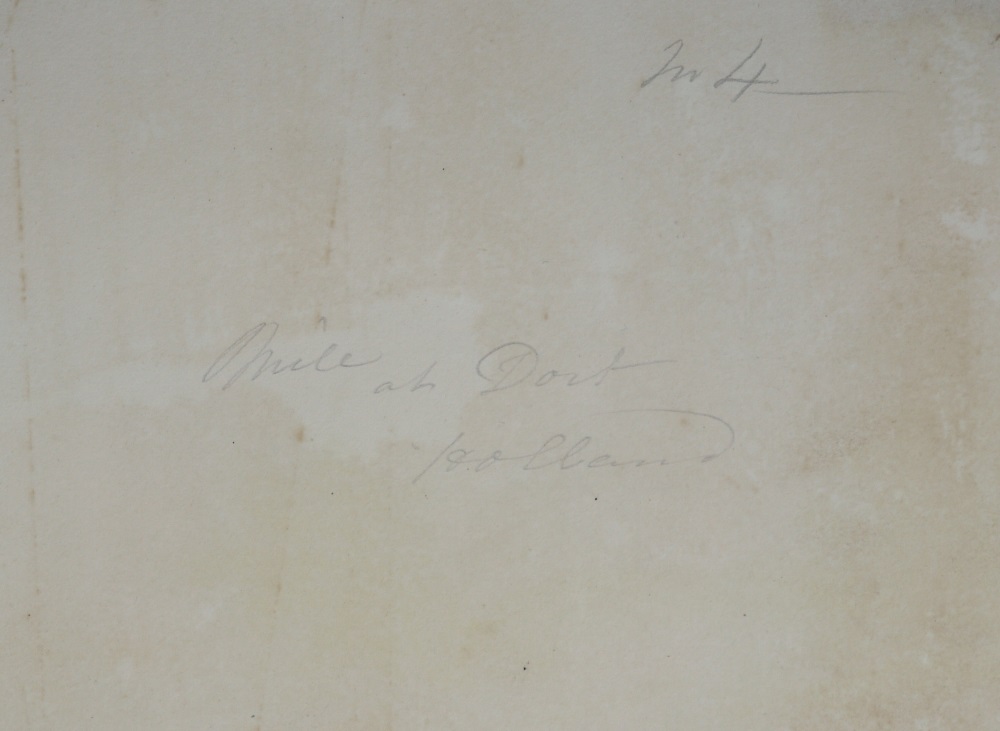 No 4
Mill at Dort
Holland